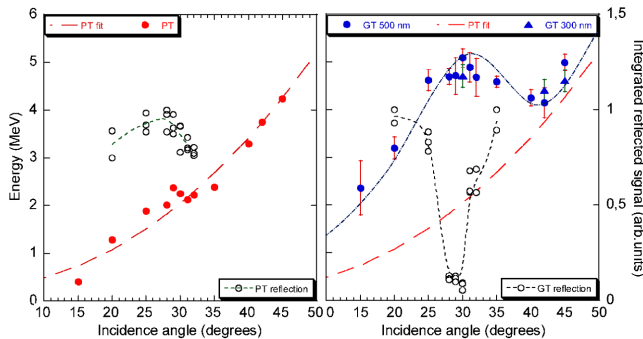 PT fit PT
GT 500 nm PT fit GT 300 nm
6
5
4
3
2
1
0
Energy (MeV)
PT reflection
GT reflection
10 15 20 25 30 35 40 45 50
Incidence angle (degrees)
10 15 20 25 30 35 40 45 50
Incidence angle (degrees)
1,5
1
0,5
0
Integrated reflected signal (arb.units)